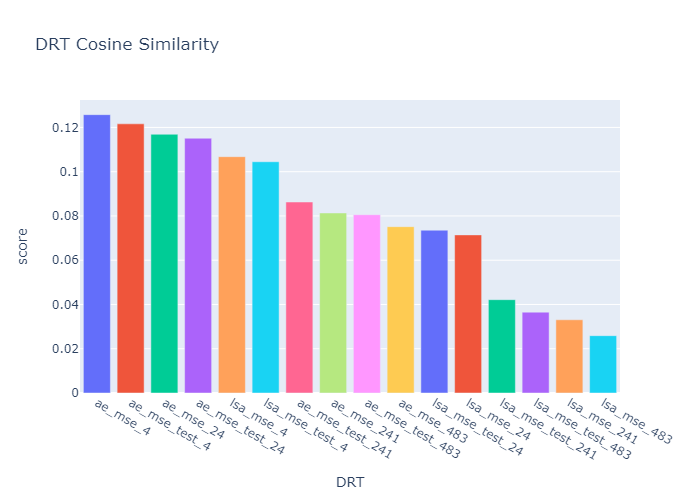 DRT Cosine Similarity
score
0.12
0.1
0.08
0.06
0.04
0.02
0
ae_mse_4
ae_mse_test_4
ae_mse_24
ae_mse_test_24
lsa_mse_4
lsa_mse_test_4
ae_mse_test_241
ae_mse_241
ae_mse_test_483
ae_mse_483
lsa_mse_test_24
lsa_mse_24
lsa_mse_test_241
lsa_mse_test_483
lsa_mse_241
lsa_mse_483
DRT